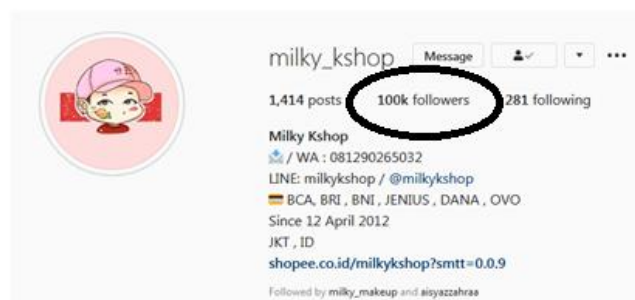 milky_kshop Message
1,414 posts 100k followers 281 following
Milky Kshop
/ WA : 081290265032
LINE: milkykshop / @milkykshop
BCA, BRI , BNI , JENIUS , DANA , OVO
Since 12 April 2012
JKT , ID
shopee.co.id/milkykshop?smtt=0.0.9
Followed by milky_makeup and aisyazzahraa